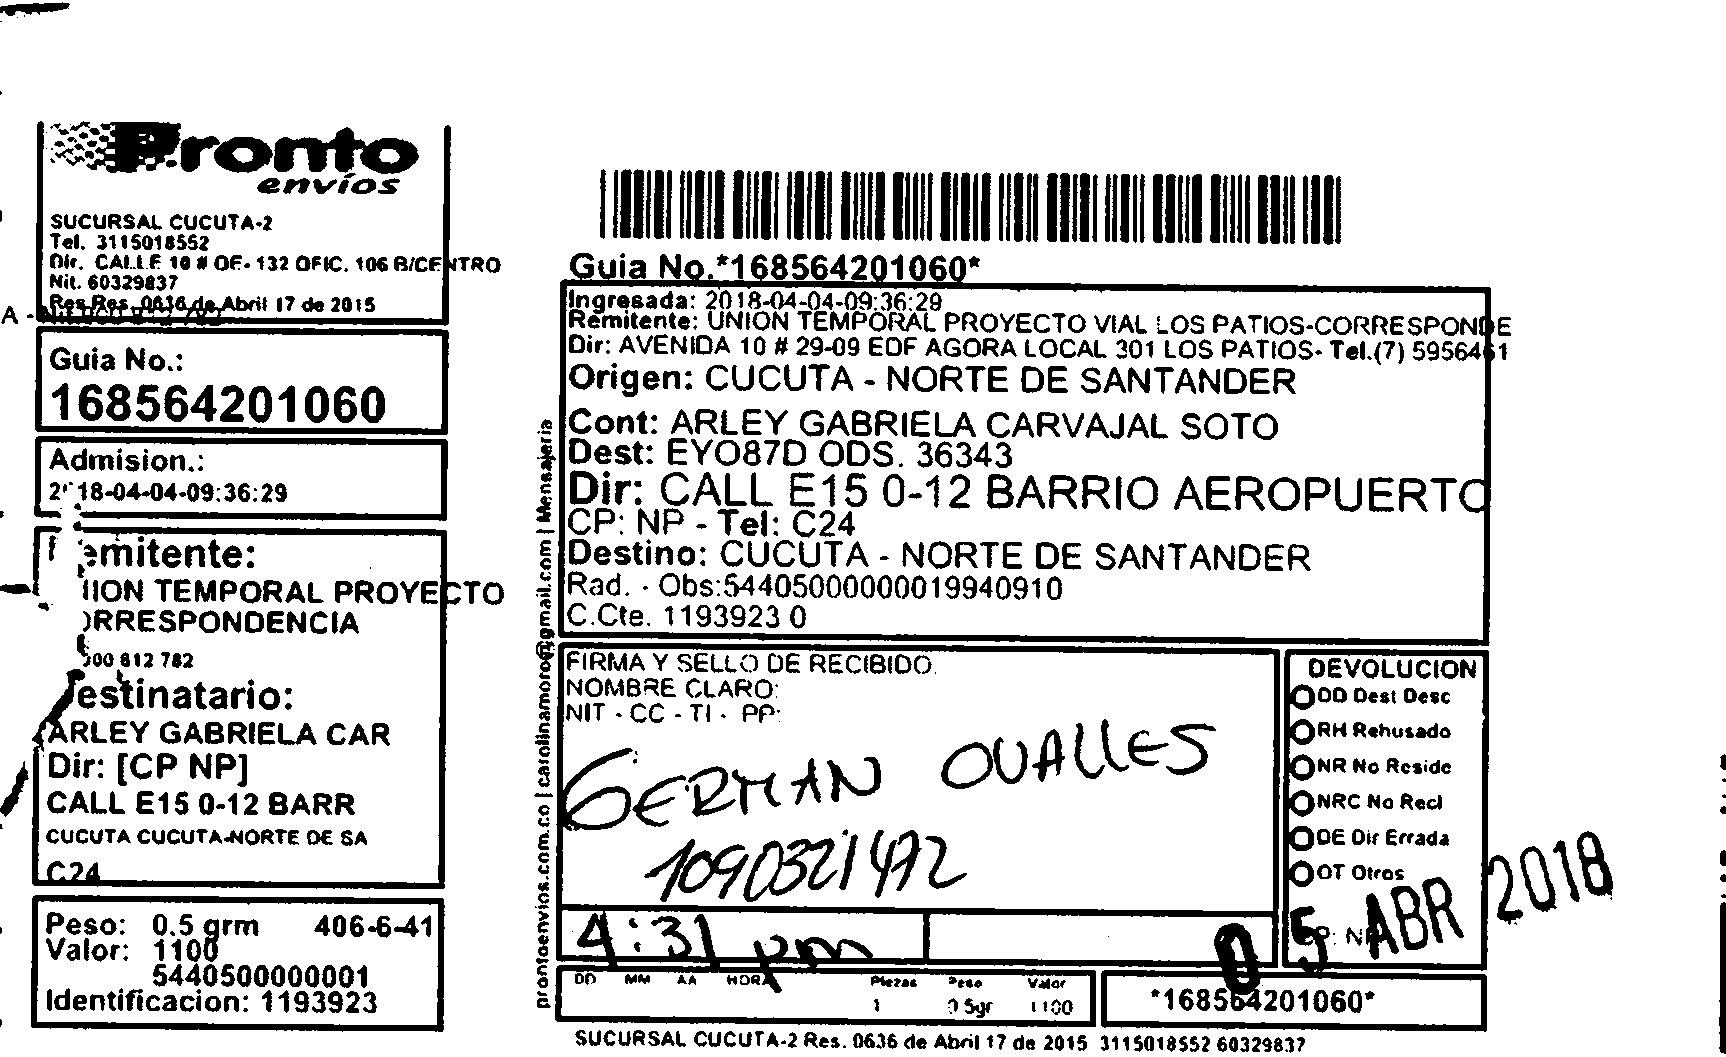 Pronto
envíos
SUCURSAL CUCUTA-2
Tel. 3115018552
Dir. CALLE 10 # OE- 132 OFIC. 106 B/CENTRO
Nit. 60329837
Res.Res. 0636 de Abril 17 de 2015
Guia No.:
168564201060
Admision.:
2018-04-04-09:36:29
emitente:
IION TEMPORAL PROYECTO
ORRESPONDENCIA
800 812 782
estinatario:
ARLEY GABRIELA CAR
Dir: [CP NP]
CALL E15 0-12 BARR
CUCUTA CUCUTA-NORTE DE SA
C24
Peso: 0.5 grm 406-6-41
Valor: 1100
5440500000001
Identificacion: 1193923
prontoenvios.com.co | carolinamoro@gmail.com | Mensajeria
Guia No.*168564201060*
Ingresada: 2018-04-04-09:36:29
Remitente: UNION TEMPORAL PROYECTO VIAL LOS PATIOS-CORRESPONDE
Dir: AVENIDA 10 # 29-09 EDF AGORA LOCAL 301 LOS PATIOS- Tel.(7) 5956461
Origen: CUCUTA - NORTE DE SANTANDER
Cont: ARLEY GABRIELA CARVAJAL SOTO
Dest: EYO87D ODS. 36343
Dir: CALL E15 0-12 BARRIO AEROPUERTO
CP: NP - Tel: C24
Destino: CUCUTA - NORTE DE SANTANDER
Rad. - Obs:54405000000019940910
C.Cte. 1193923 0
FIRMA Y SELLO DE RECIBIDO
NOMBRE CLARO:
NIT - CC - TI - PP:
GERMAN OUALLES
1090321472
4:31 pm
DEVOLUCION
DD Dest Desc
RH Rehusado
NR No Reside
NRC No Recl
DE Dir Errada
OT Otros
05 ABR 2018
DD MM AA HORA Piezas Peso Valor
1 0.5gr 1100
*168564201060*
SUCURSAL CUCUTA-2 Res. 0636 de Abril 17 de 2015 3115018552 60329837